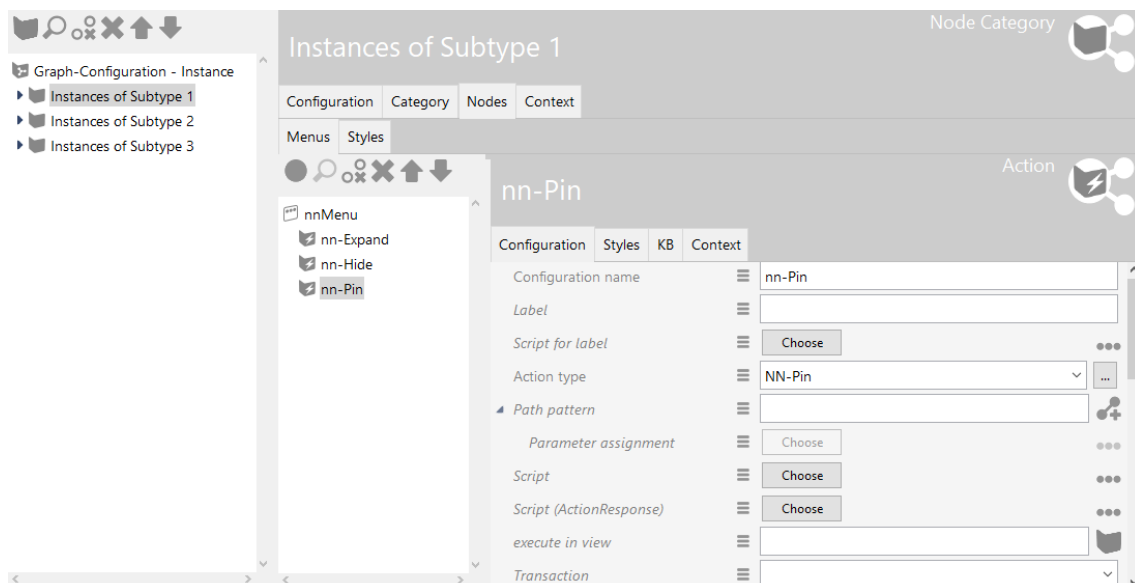 Graph-Configuration - Instance
Instances of Subtype 1
Instances of Subtype 2
Instances of Subtype 3
Node Category
Instances of Subtype 1
Configuration Category Nodes Context
Menus Styles
nnMenu
nn-Expand
nn-Hide
nn-Pin
Action
nn-Pin
Configuration Styles KB Context
Configuration name nn-Pin
Label
Script for label Choose
Action type NN-Pin ...
Path pattern
Parameter assignment Choose
Script Choose
Script (ActionResponse) Choose
execute in view
Transaction